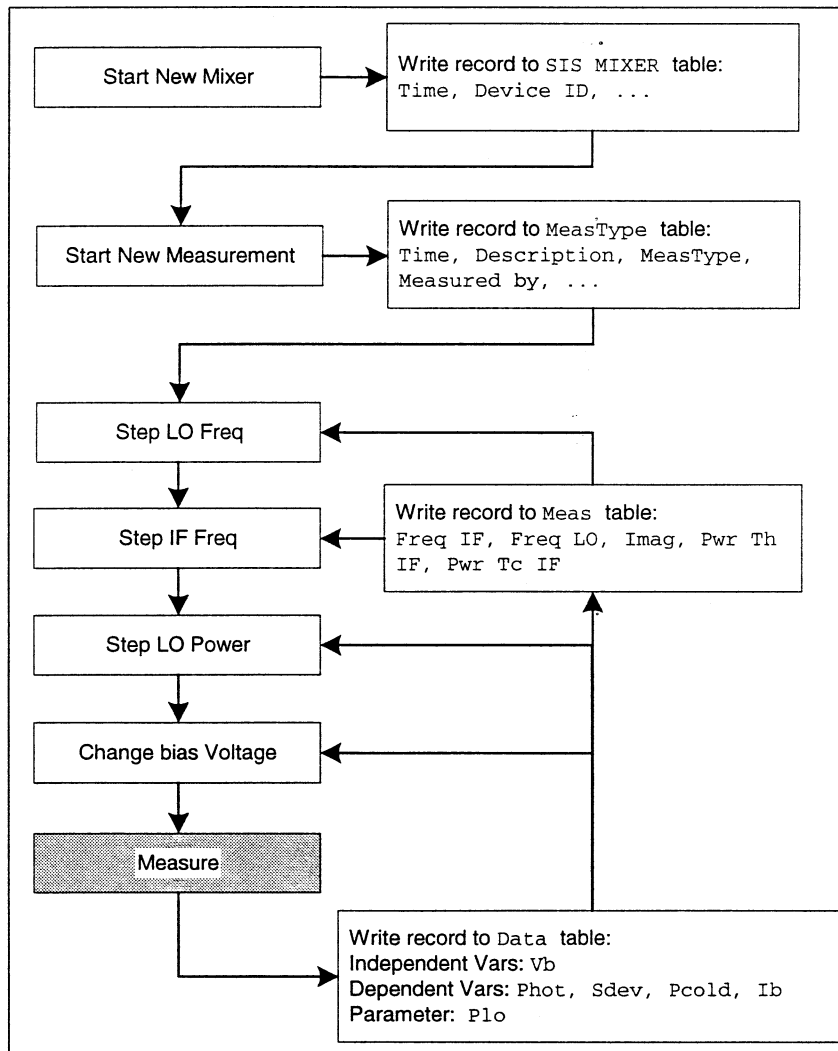 Start New Mixer
Write record to SIS MIXER table:
Time, Device ID, ...
Start New Measurement
Write record to MeasType table:
Time, Description, MeasType,
Measured by, ...
Step LO Freq
Step IF Freq
Write record to Meas table:
Freq IF, Freq LO, Imag, Pwr Th
IF, Pwr Tc IF
Step LO Power
Change bias Voltage
Measure
Write record to Data table:
Independent Vars: Vb
Dependent Vars: Phot, Sdev, Pcold, Ib
Parameter: Plo